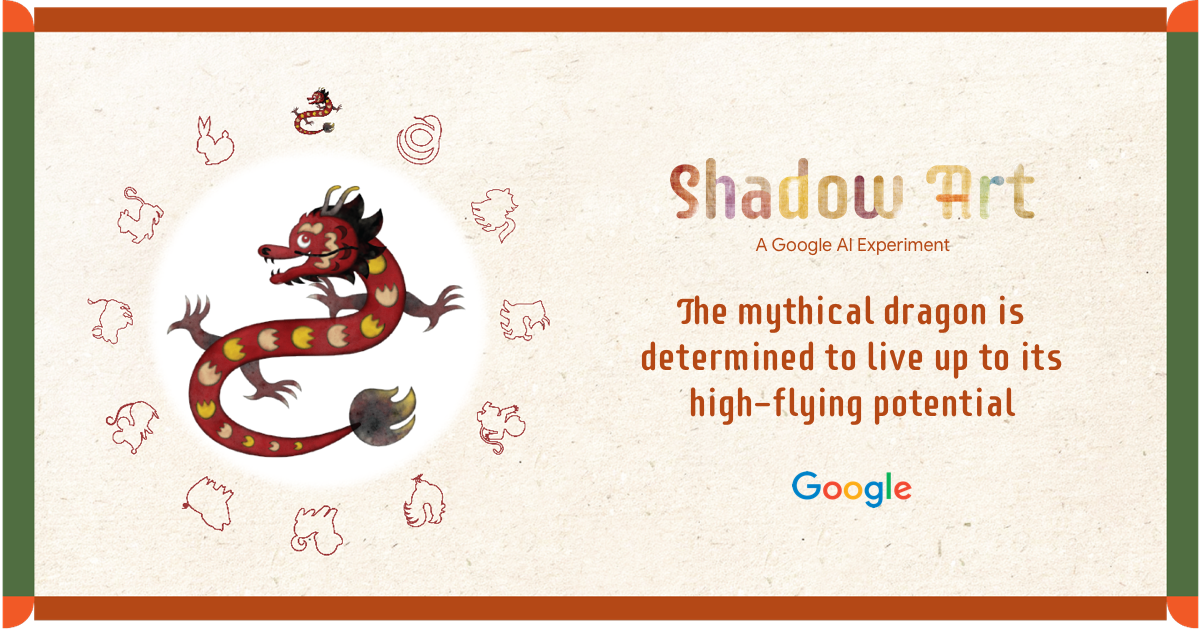 Shadow Art
A Google AI Experiment
The mythical dragon is
determined to live up to its
high-flying potential
Google